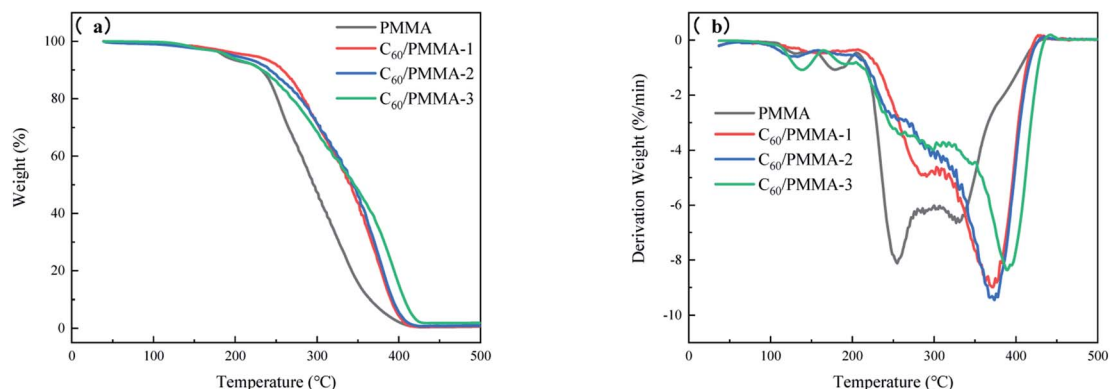 (a)
PMMA
C₆₀/PMMA-1
C₆₀/PMMA-2
C₆₀/PMMA-3
100
80
60
40
20
0
Weight (%)
0 100 200 300 400 500
Temperature (℃)
(b)
PMMA
C₆₀/PMMA-1
C₆₀/PMMA-2
C₆₀/PMMA-3
0
-2
-4
-6
-8
-10
Derivation Weight (%/min)
0 100 200 300 400 500
Temperature (℃)